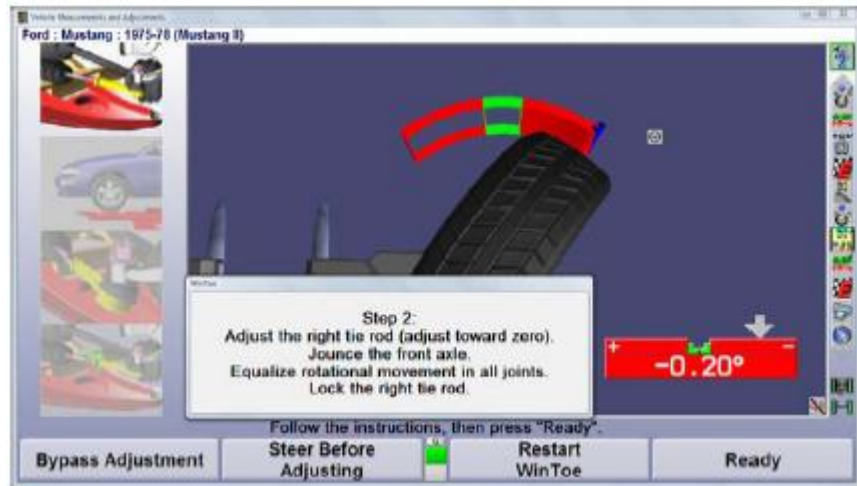 Vehicle Measurements and Adjustments
Ford : Mustang : 1975-78 (Mustang II)
WinToe
Step 2:
Adjust the right tie rod (adjust toward zero).
Jounce the front axle.
Equalize rotational movement in all joints.
Lock the right tie rod.
+ -
-0.20°
Follow the instructions, then press "Ready".
Bypass Adjustment
Steer Before
Adjusting
Restart
WinToe
Ready